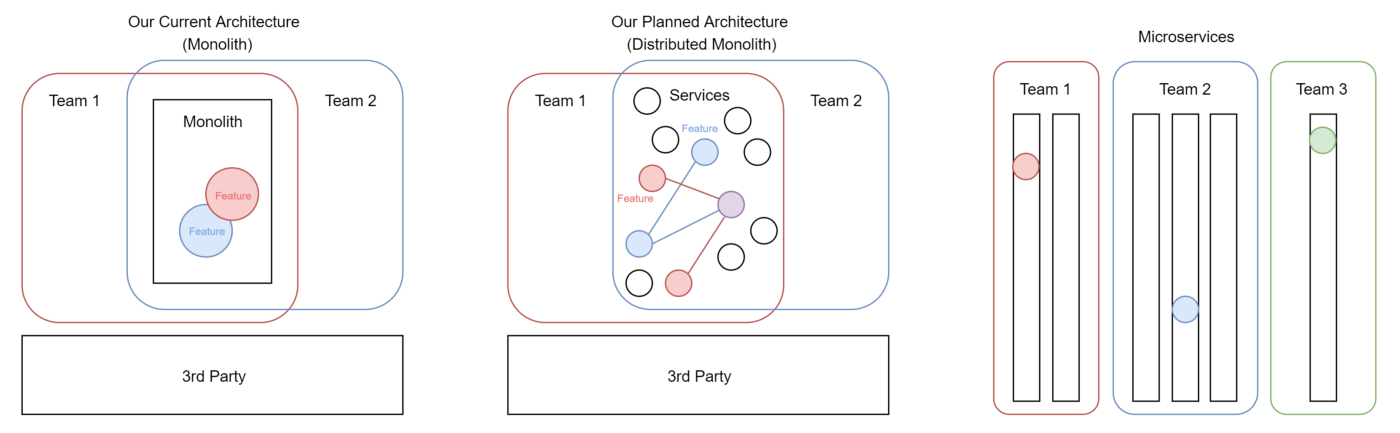 Our Current Architecture
(Monolith)
Team 1
Team 2
Monolith
Feature
Feature
3rd Party
Our Planned Architecture
(Distributed Monolith)
Team 1
Services
Team 2
Feature
Feature
3rd Party
Microservices
Team 1
Team 2
Team 3